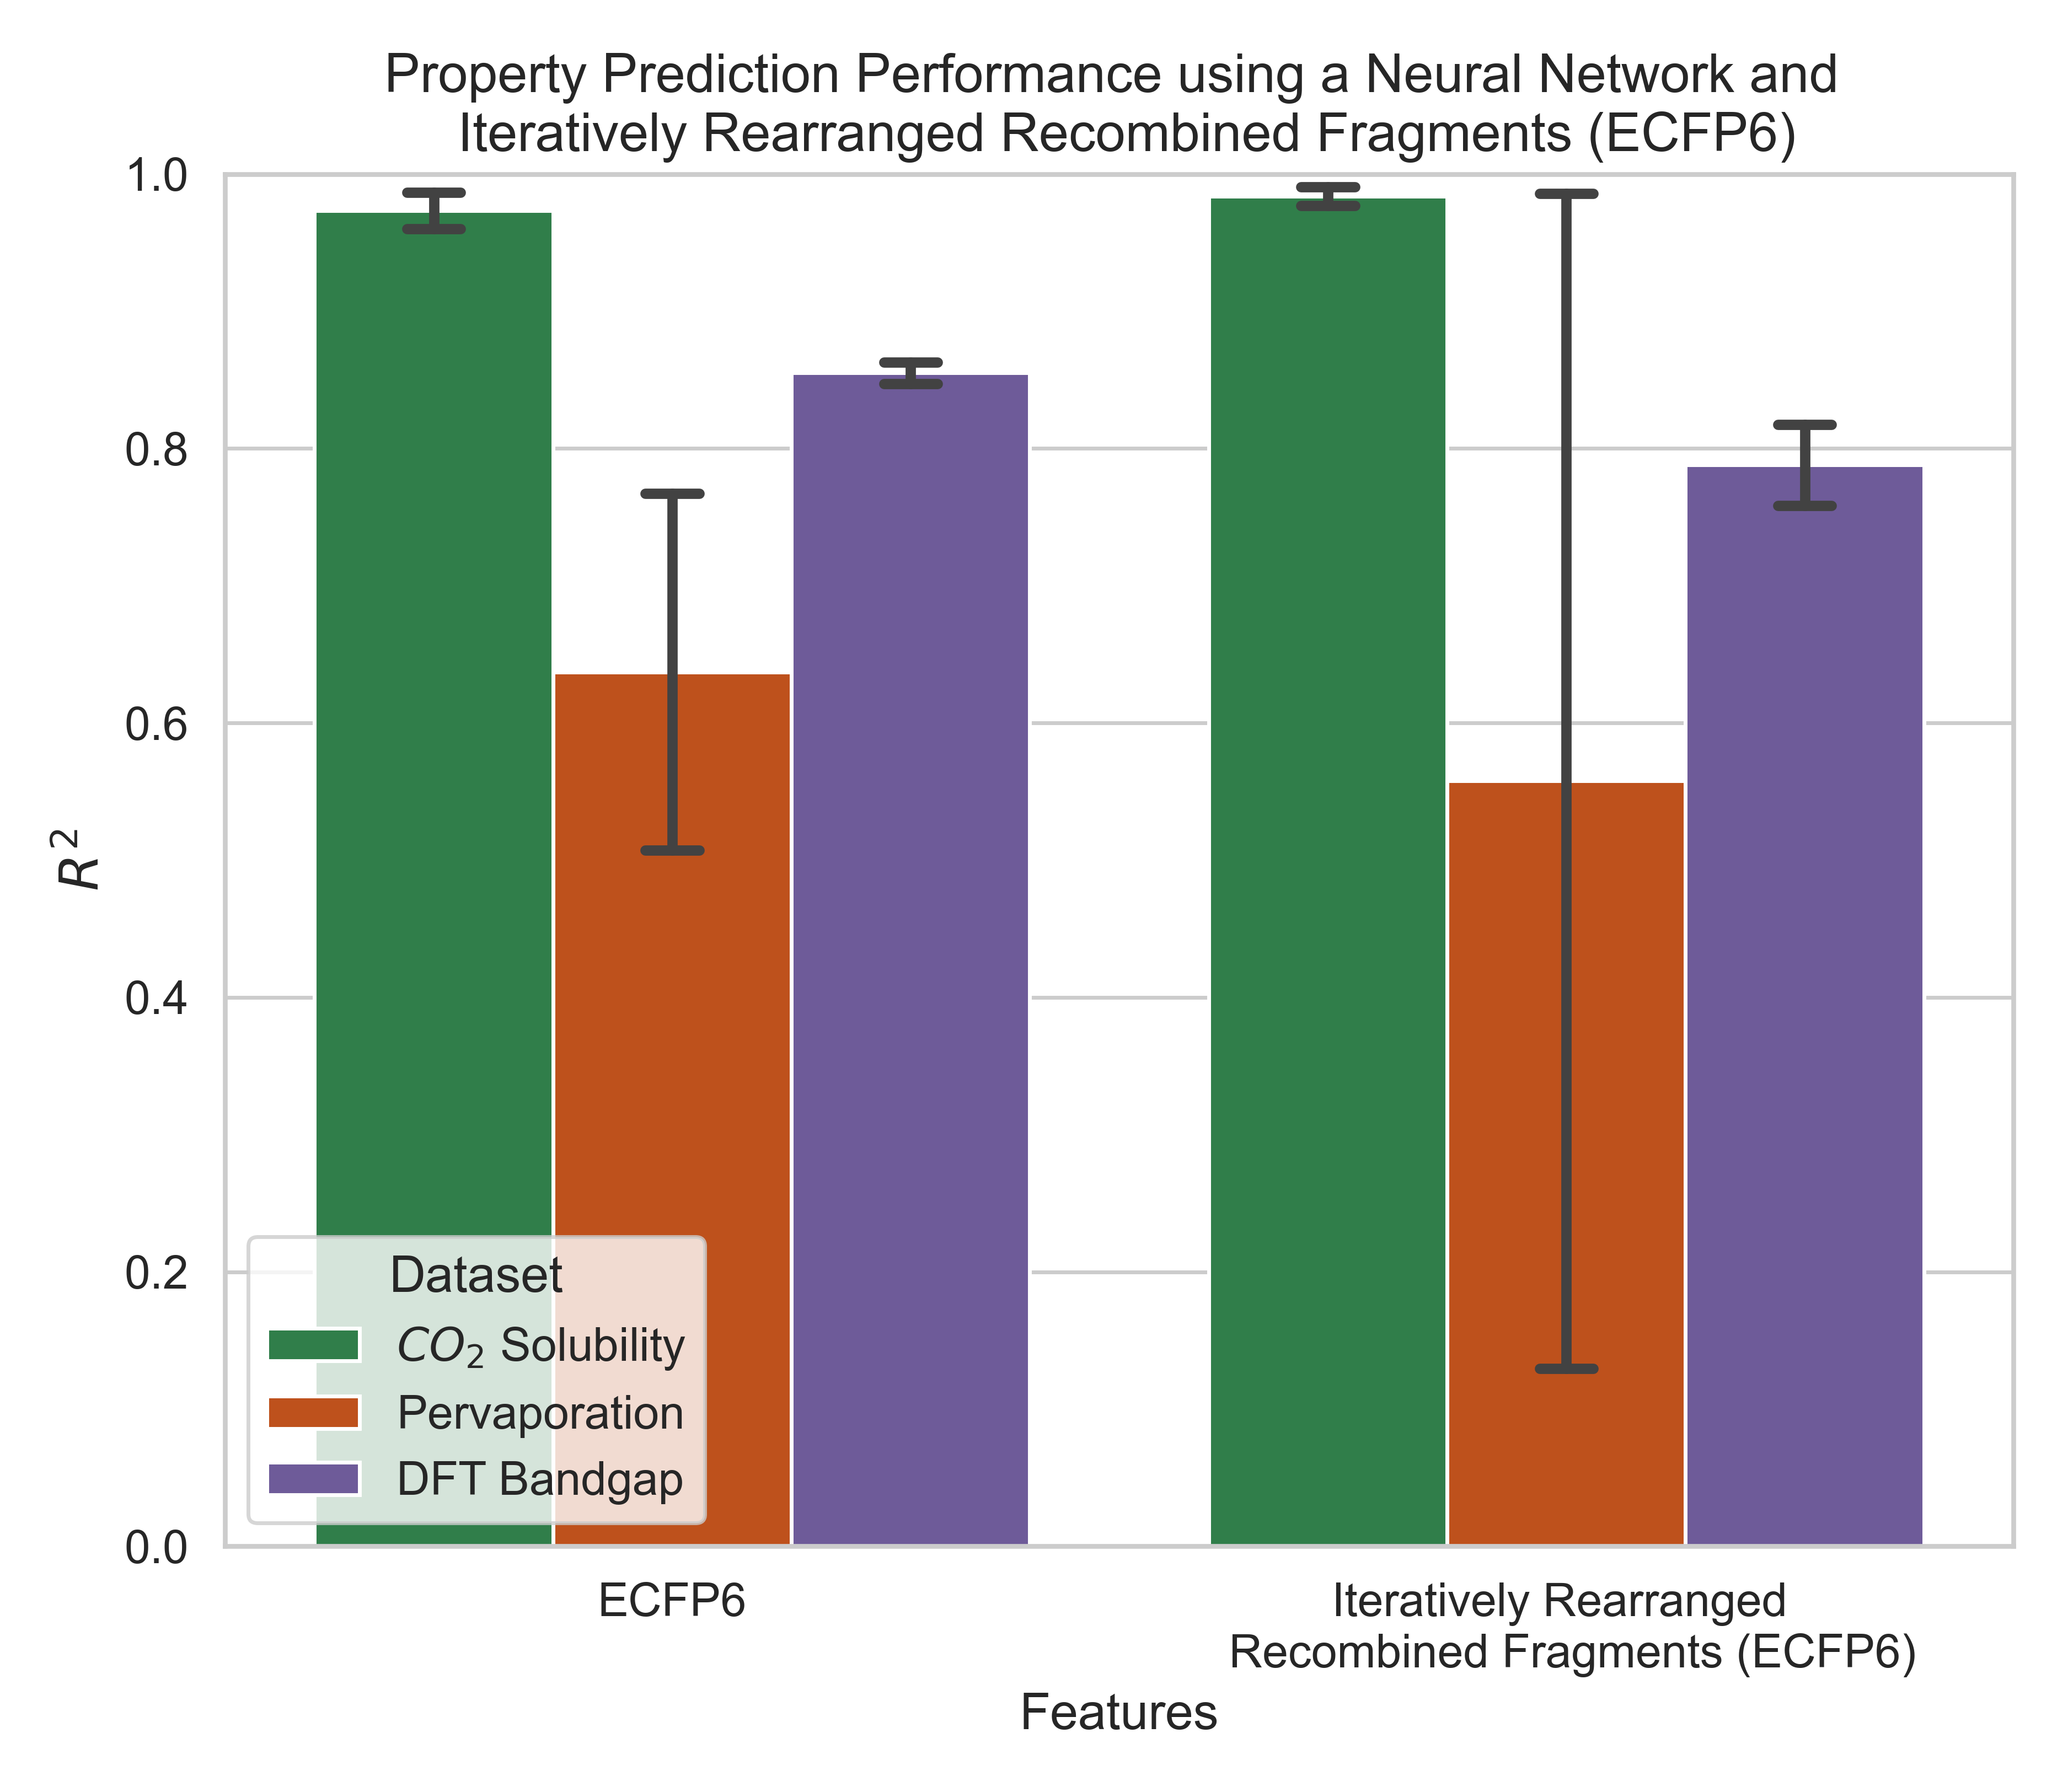 Property Prediction Performance using a Neural Network and
Iteratively Rearranged Recombined Fragments (ECFP6)
1.0
0.8
0.6
0.4
0.2
0.0
R²
Dataset
CO₂ Solubility
Pervaporation
DFT Bandgap
ECFP6
Iteratively Rearranged
Recombined Fragments (ECFP6)
Features